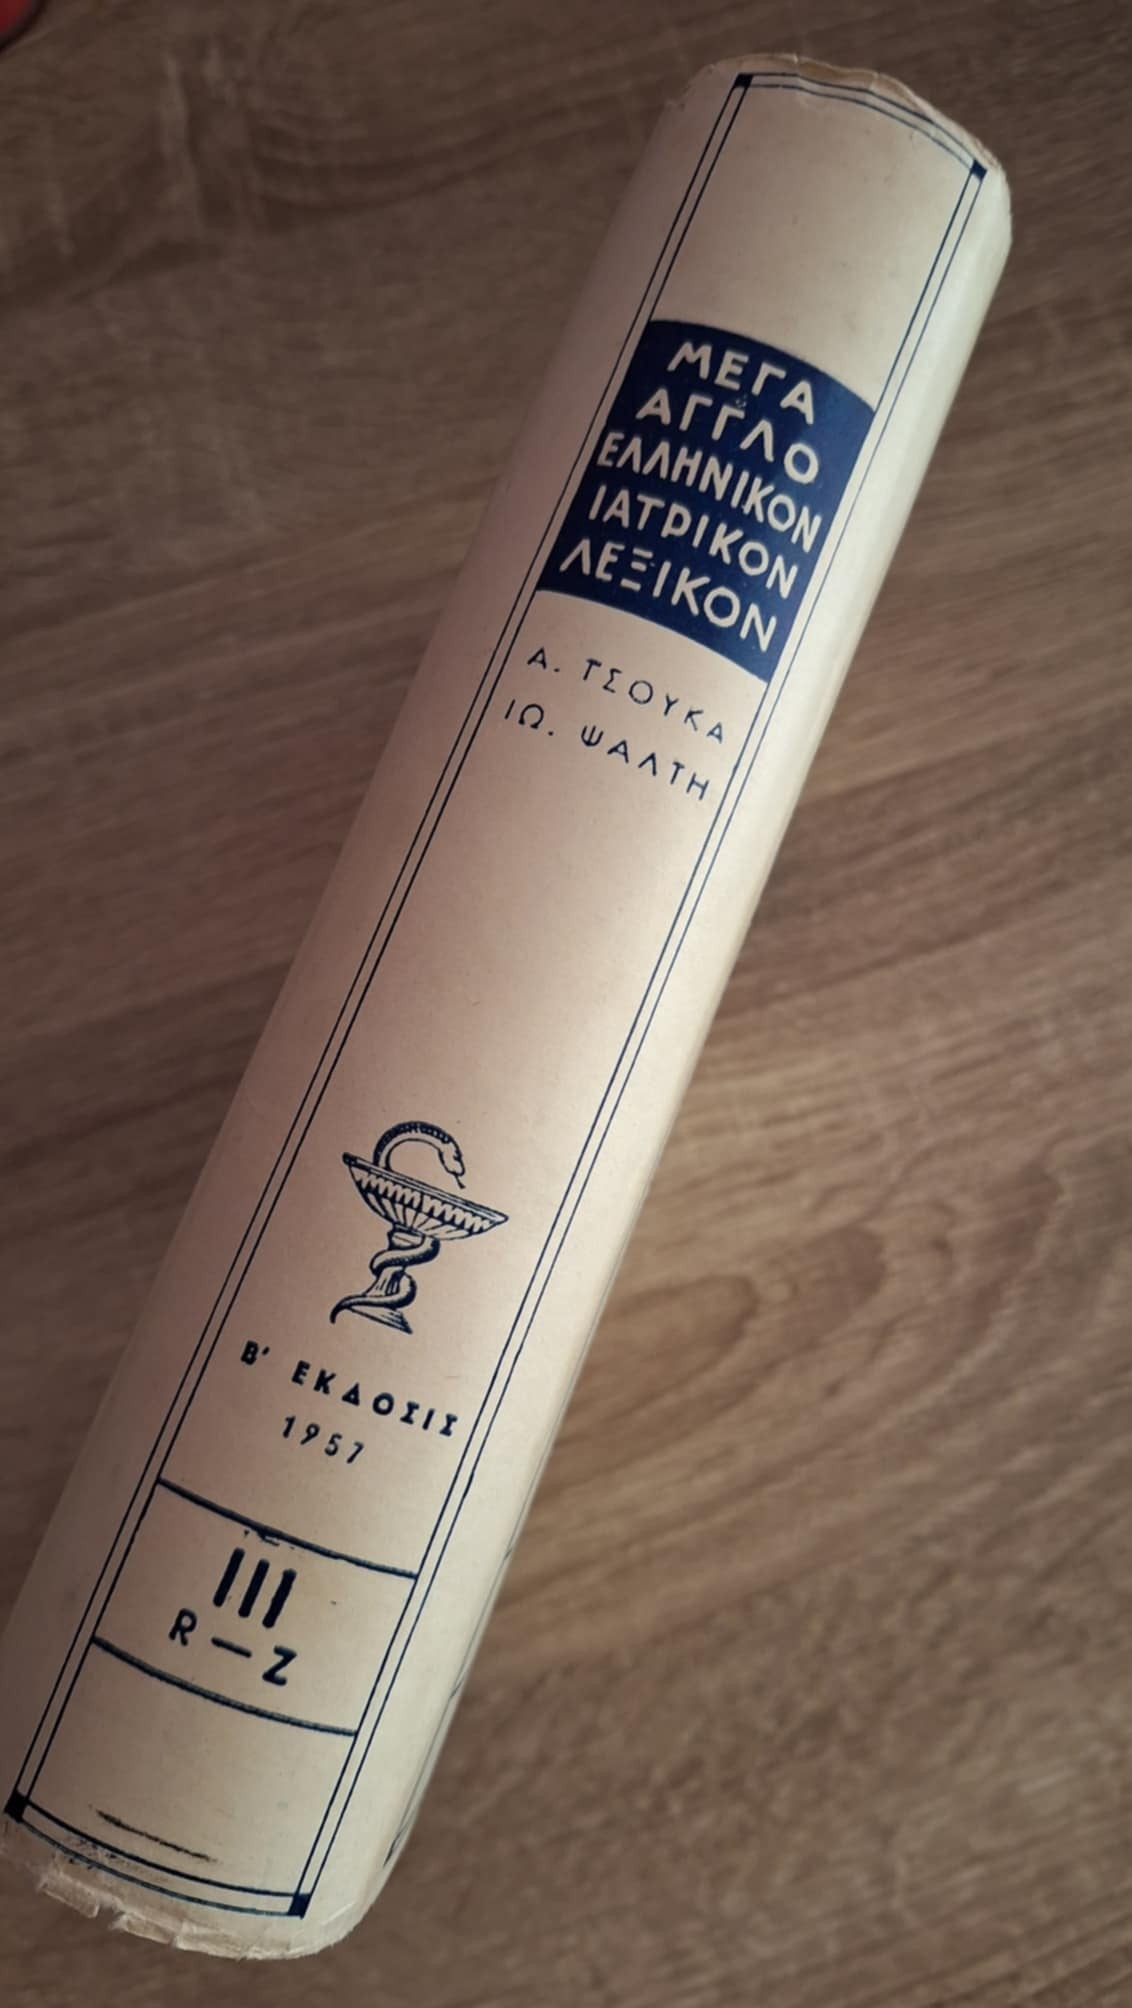 ΜΕΓΑ
ΑΓΓΛΟ
ΕΛΛΗΝΙΚΟΝ
ΙΑΤΡΙΚΟΝ
ΛΕΞΙΚΟΝ
Α. ΤΣΟΥΚΑ
ΙΩ. ΨΑΛΤΗ
Β' ΕΚΔΟΣΙΣ
1957
III
R — Z